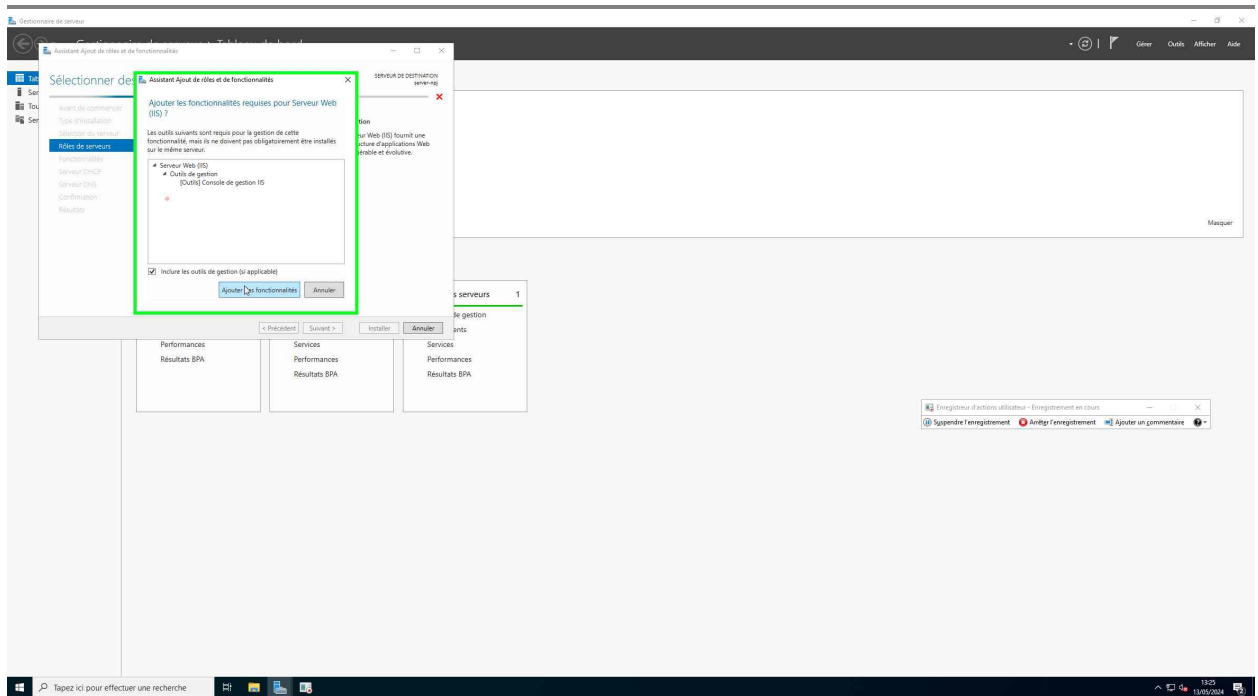 Gestionnaire de serveur
Gérer Outils Afficher Aide
Assistant Ajout de rôles et de fonctionnalités
Sélectionner des
SERVEUR DE DESTINATION
Avant de commencer
Type d'installation
Sélection du serveur
Rôles de serveurs
Fonctionnalités
Serveur DHCP
Serveur DNS
Confirmation
Résultats
Assistant Ajout de rôles et de fonctionnalités
Ajouter les fonctionnalités requises pour Serveur Web
(IIS) ?
Les outils suivants sont requis pour la gestion de cette
fonctionnalité, mais ils ne doivent pas obligatoirement être installés
sur le même serveur.
Serveur Web (IIS)
Outils de gestion
[Outils] Console de gestion IIS
Inclure les outils de gestion (si applicable)
Ajouter les fonctionnalités Annuler
tion
ur Web (IIS) fournit une
ucture d'applications Web
érable et évolutive.
< Précédent Suivant > Installer Annuler
Tab
Ser
Tou
Ser
Masquer
s serveurs 1
de gestion
ents
Performances
Résultats BPA
Services
Performances
Résultats BPA
Services
Performances
Résultats BPA
Enregistreur d'actions utilisateur - Enregistrement en cours
Suspendre l'enregistrement Arrêter l'enregistrement Ajouter un commentaire
Tapez ici pour effectuer une recherche
13:25
13/05/2024